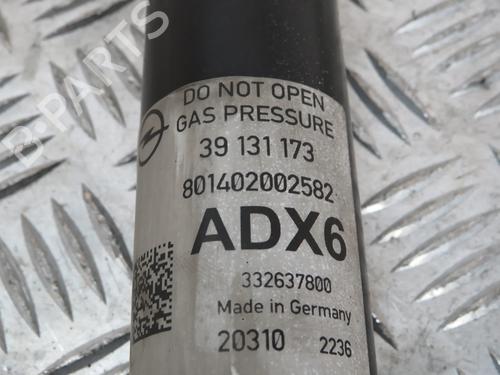 B-PARTS
DO NOT OPEN
GAS PRESSURE
39 131 173
801402002582
ADX6
332637800
Made in Germany
20310 2236